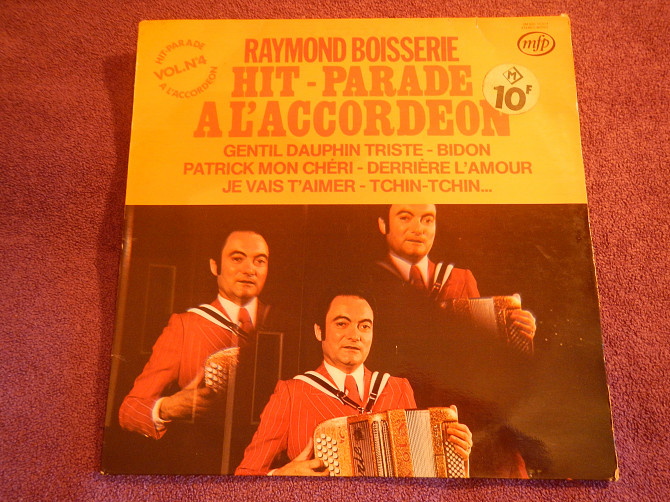 HIT-PARADE
VOL. N°4
A L'ACCORDEON
RAYMOND BOISSERIE
HIT-PARADE
A L'ACCORDEON
mfp
M
10F
GENTIL DAUPHIN TRISTE - BIDON
PATRICK MON CHÉRI - DERRIÈRE L'AMOUR
JE VAIS T'AIMER - TCHIN-TCHIN...